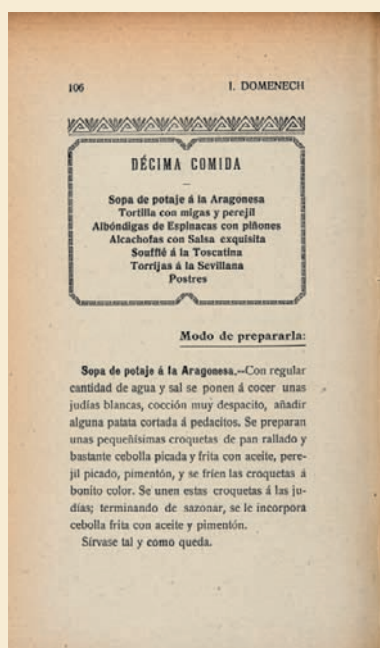 106 I. DOMENECH
DÉCIMA COMIDA
Sopa de potaje á la Aragonesa
Tortilla con migas y perejil
Albóndigas de Espinacas con piñones
Alcachofas con Salsa exquisita
Souffié á la Toscatina
Torrijas á la Sevillana
Postres
Modo de prepararla:
Sopa de potaje á la Aragonesa.—Con regular
cantidad de agua y sal se ponen á cocer unas
judías blancas, cocción muy despacito, añadir
alguna patata cortada á pedacitos. Se preparan
unas pequeñísimas croquetas de pan rallado y
bastante cebolla picada y frita con aceite, pere-
jil picado, pimentón, y se fríen las croquetas á
bonito color. Se unen estas croquetas á las ju-
días; terminando de sazonar, se le incorpora
cebolla frita con aceite y pimentón.
Sírvase tal y como queda.